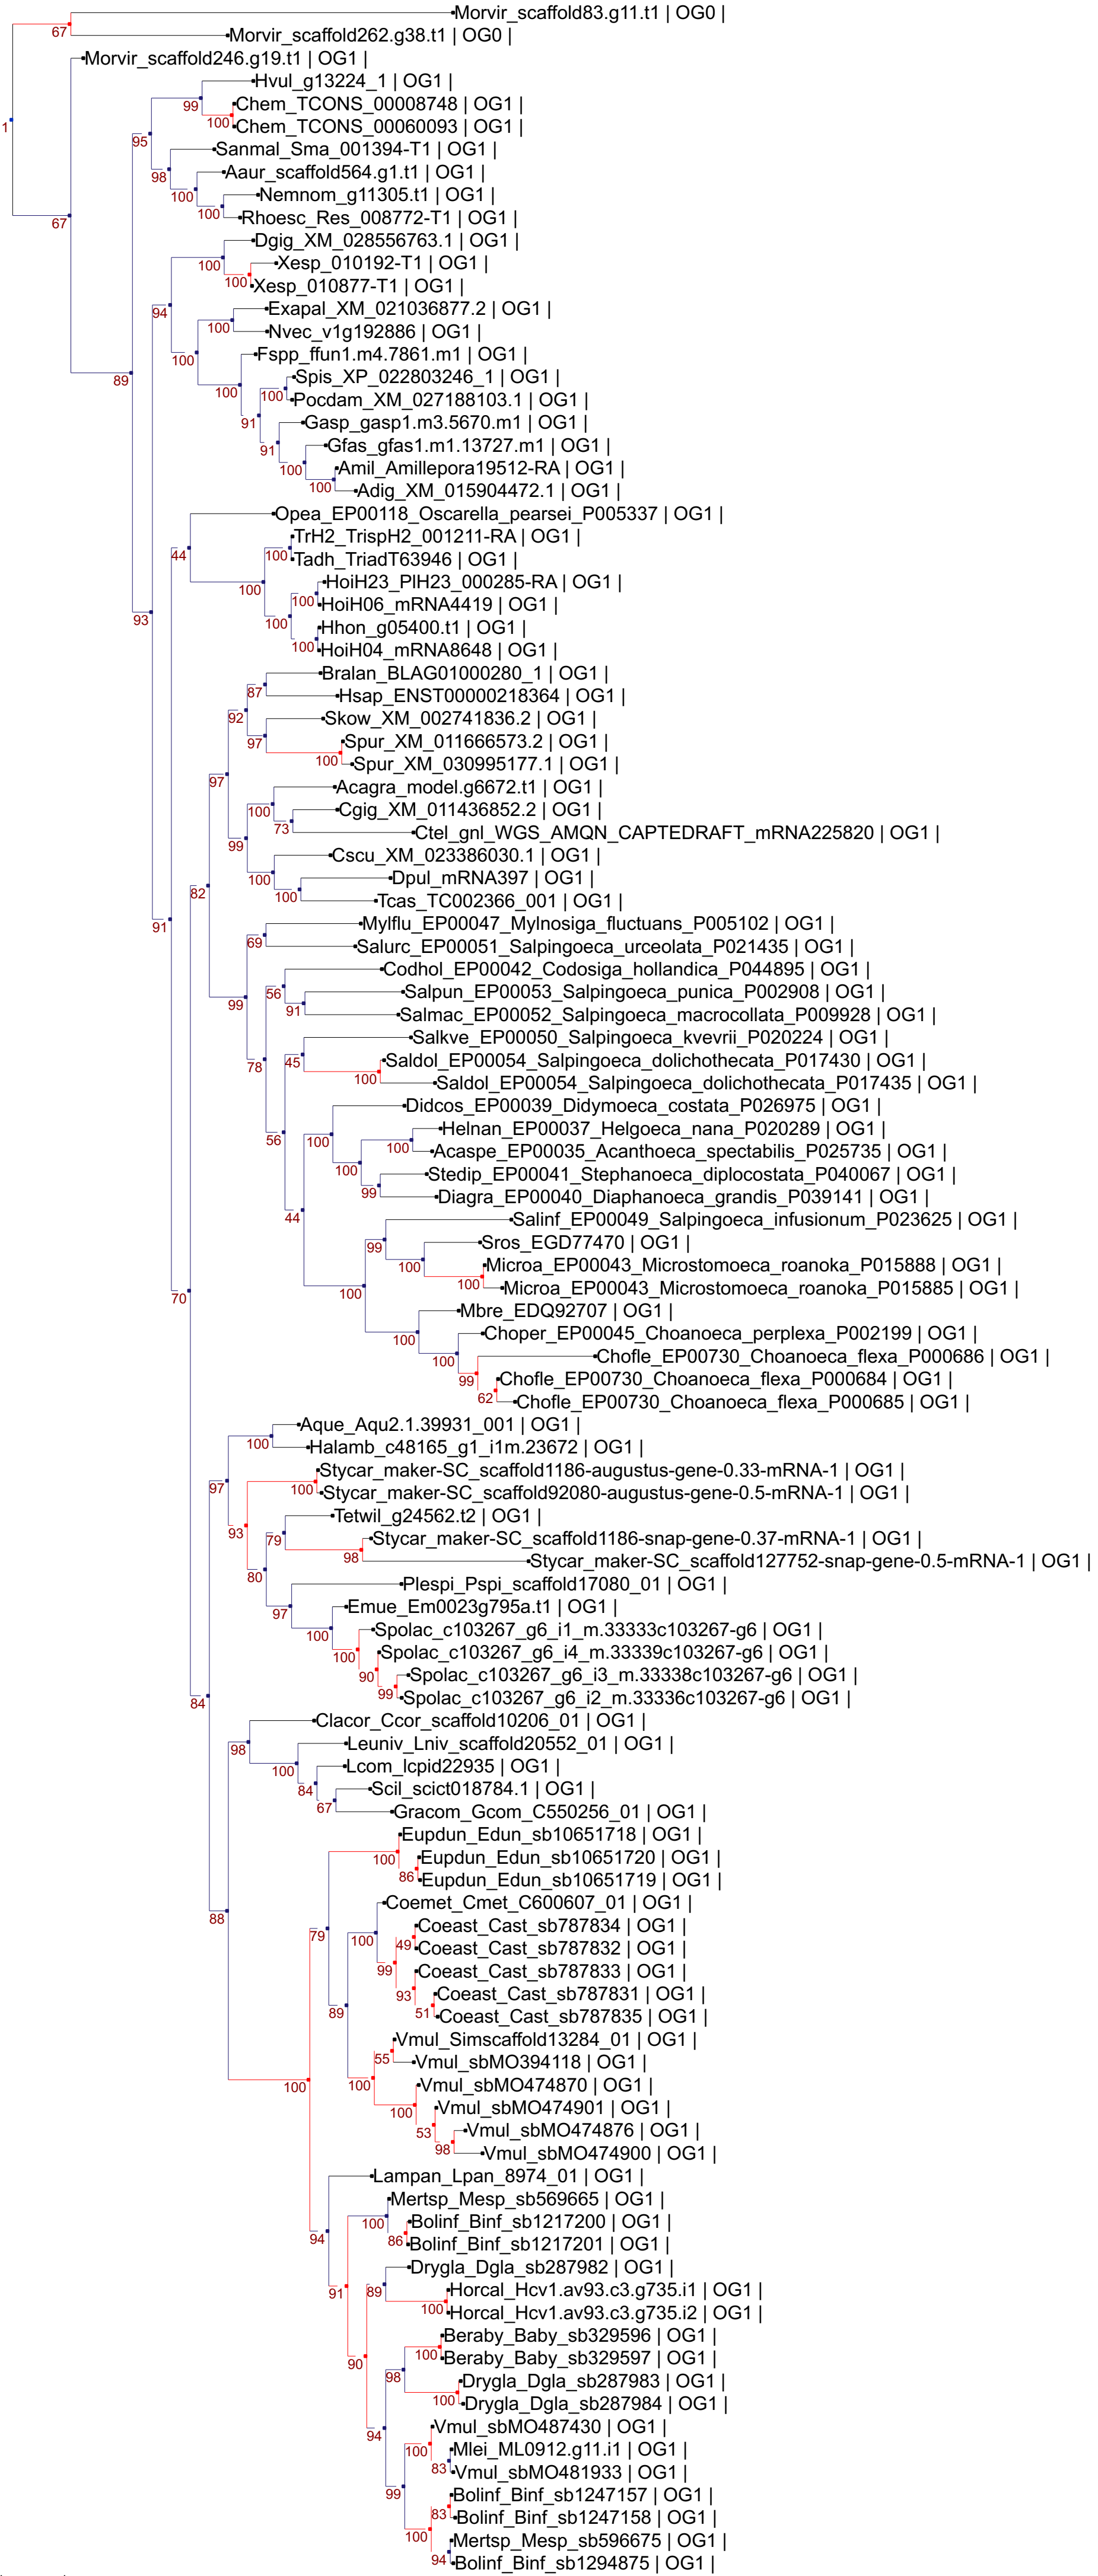 Morvir_scaffold83.g11.t1 | OG0 |
67
Morvir_scaffold262.g38.t1 | OG0 |
Morvir_scaffold246.g19.t1 | OG1 |
Hvul_g13224_1 | OG1 |
99
Chem_TCONS_00008748 | OG1 |
100
Chem_TCONS_00060093 | OG1 |
1
95
Sanmal_Sma_001394-T1 | OG1 |
98
Aaur_scaffold564.g1.t1 | OG1 |
100
Nemnom_g11305.t1 | OG1 |
100
Rhoesc_Res_008772-T1 | OG1 |
67
Dgig_XM_028556763.1 | OG1 |
100
Xesp_010192-T1 | OG1 |
100
Xesp_010877-T1 | OG1 |
94
Exapal_XM_021036877.2 | OG1 |
100
Nvec_v1g192886 | OG1 |
100
Fspp_ffun1.m4.7861.m1 | OG1 |
89
Spis_XP_022803246_1 | OG1 |
100
100
Pocdam_XM_027188103.1 | OG1 |
91
Gasp_gasp1.m3.5670.m1 | OG1 |
91
Gfas_gfas1.m1.13727.m1 | OG1 |
100
Amil_Amillepora19512-RA | OG1 |
100
Adig_XM_015904472.1 | OG1 |
Opea_EP00118_Oscarella_pearsei_P005337 | OG1 |
TrH2_TrispH2_001211-RA | OG1 |
44
100
Tadh_TriadT63946 | OG1 |
100
HoiH23_PlH23_000285-RA | OG1 |
100
HoiH06_mRNA4419 | OG1 |
93
100
Hhon_g05400.t1 | OG1 |
100
HoiH04_mRNA8648 | OG1 |
Bralan_BLAG01000280_1 | OG1 |
87
Hsap_ENST00000218364 | OG1 |
92
Skow_XM_002741836.2 | OG1 |
97
Spur_XM_011666573.2 | OG1 |
100
Spur_XM_030995177.1 | OG1 |
97
Acagra_model.g6672.t1 | OG1 |
100
Cgig_XM_011436852.2 | OG1 |
73
Ctel_gnl_WGS_AMQN_CAPTEDRAFT_mRNA225820 | OG1 |
99
Cscu_XM_023386030.1 | OG1 |
100
Dpul_mRNA397 | OG1 |
82
100
Tcas_TC002366_001 | OG1 |
91
Mylflu_EP00047_Mylnosiga_fluctuans_P005102 | OG1 |
69
Salurc_EP00051_Salpingoeca_urceolata_P021435 | OG1 |
Codhol_EP00042_Codosiga_hollandica_P044895 | OG1 |
56
Salpun_EP00053_Salpingoeca_punica_P002908 | OG1 |
99
91
Salmac_EP00052_Salpingoeca_macrocollata_P009928 | OG1 |
Salkve_EP00050_Salpingoeca_kvevrii_P020224 | OG1 |
45
Saldol_EP00054_Salpingoeca_dolichothecata_P017430 | OG1 |
78
100
Saldol_EP00054_Salpingoeca_dolichothecata_P017435 | OG1 |
Didcos_EP00039_Didymoeca_costata_P026975 | OG1 |
Helnan_EP00037_Helgoeca_nana_P020289 | OG1 |
56
100
100
Acaspe_EP00035_Acanthoeca_spectabilis_P025735 | OG1 |
100
Stedip_EP00041_Stephanoeca_diplocostata_P040067 | OG1 |
99
Diagra_EP00040_Diaphanoeca_grandis_P039141 | OG1 |
44
Salinf_EP00049_Salpingoeca_infusionum_P023625 | OG1 |
99
Sros_EGD77470 | OG1 |
100
Microa_EP00043_Microstomoeca_roanoka_P015888 | OG1 |
100
Microa_EP00043_Microstomoeca_roanoka_P015885 | OG1 |
70
100
Mbre_EDQ92707 | OG1 |
100
Choper_EP00045_Choanoeca_perplexa_P002199 | OG1 |
100
Chofle_EP00730_Choanoeca_flexa_P000686 | OG1 |
99
Chofle_EP00730_Choanoeca_flexa_P000684 | OG1 |
62
Chofle_EP00730_Choanoeca_flexa_P000685 | OG1 |
Aque_Aqu2.1.39931_001 | OG1 |
100
Halamb_c48165_g1_i1m.23672 | OG1 |
Stycar_maker-SC_scaffold1186-augustus-gene-0.33-mRNA-1 | OG1 |
97
100
Stycar_maker-SC_scaffold92080-augustus-gene-0.5-mRNA-1 | OG1 |
Tetwil_g24562.t2 | OG1 |
93
79
Stycar_maker-SC_scaffold1186-snap-gene-0.37-mRNA-1 | OG1 |
98
Stycar_maker-SC_scaffold127752-snap-gene-0.5-mRNA-1 | OG1 |
80
Plespi_Pspi_scaffold17080_01 | OG1 |
97
Emue_Em0023g795a.t1 | OG1 |
100
Spolac_c103267_g6_i1_m.33333c103267-g6 | OG1 |
100
Spolac_c103267_g6_i4_m.33339c103267-g6 | OG1 |
90
Spolac_c103267_g6_i3_m.33338c103267-g6 | OG1 |
99
Spolac_c103267_g6_i2_m.33336c103267-g6 | OG1 |
84
Clacor_Ccor_scaffold10206_01 | OG1 |
98
Leuniv_Lniv_scaffold20552_01 | OG1 |
100
Lcom_lcpid22935 | OG1 |
84
Scil_scict018784.1 | OG1 |
67
Gracom_Gcom_C550256_01 | OG1 |
Eupdun_Edun_sb10651718 | OG1 |
100
Eupdun_Edun_sb10651720 | OG1 |
86
Eupdun_Edun_sb10651719 | OG1 |
88
Coemet_Cmet_C600607_01 | OG1 |
79
Coeast_Cast_sb787834 | OG1 |
100
49
Coeast_Cast_sb787832 | OG1 |
99
Coeast_Cast_sb787833 | OG1 |
93
Coeast_Cast_sb787831 | OG1 |
89
51
Coeast_Cast_sb787835 | OG1 |
Vmul_Simscaffold13284_01 | OG1 |
55
Vmul_sbMO394118 | OG1 |
100
100
Vmul_sbMO474870 | OG1 |
100
Vmul_sbMO474901 | OG1 |
53
Vmul_sbMO474876 | OG1 |
98
Vmul_sbMO474900 | OG1 |
Lampan_Lpan_8974_01 | OG1 |
Mertsp_Mesp_sb569665 | OG1 |
100
Bolinf_Binf_sb1217200 | OG1 |
94
86
Bolinf_Binf_sb1217201 | OG1 |
Drygla_Dgla_sb287982 | OG1 |
91
89
Horcal_Hcv1.av93.c3.g735.i1 | OG1 |
100
Horcal_Hcv1.av93.c3.g735.i2 | OG1 |
Beraby_Baby_sb329596 | OG1 |
90
100
Beraby_Baby_sb329597 | OG1 |
98
Drygla_Dgla_sb287983 | OG1 |
100
Drygla_Dgla_sb287984 | OG1 |
94
Vmul_sbMO487430 | OG1 |
100
Mlei_ML0912.g11.i1 | OG1 |
83
Vmul_sbMO481933 | OG1 |
99
Bolinf_Binf_sb1247157 | OG1 |
83
Bolinf_Binf_sb1247158 | OG1 |
100
Mertsp_Mesp_sb596675 | OG1 |
94
Bolinf_Binf_sb1294875 | OG1 |